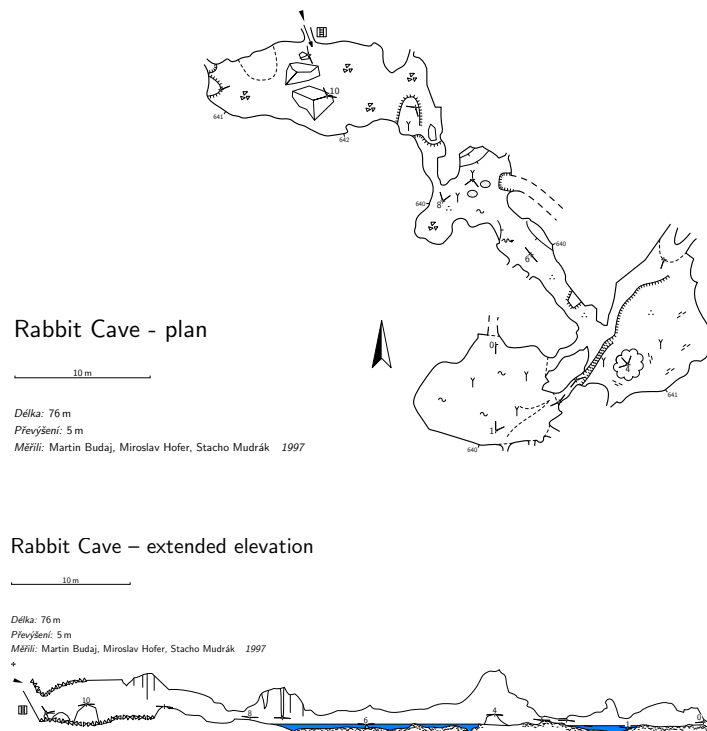 10
641
642
640
8
640
6
Rabbit Cave - plan
0
10 m
4
641
Délka: 76 m
Převýšení: 5 m
1
Měřili: Martin Budaj, Miroslav Hofer, Stacho Mudrák 1997
640
Rabbit Cave – extended elevation
10 m
Délka: 76 m
Převýšení: 5 m
Měřili: Martin Budaj, Miroslav Hofer, Stacho Mudrák 1997
10
8
6
4
1
0